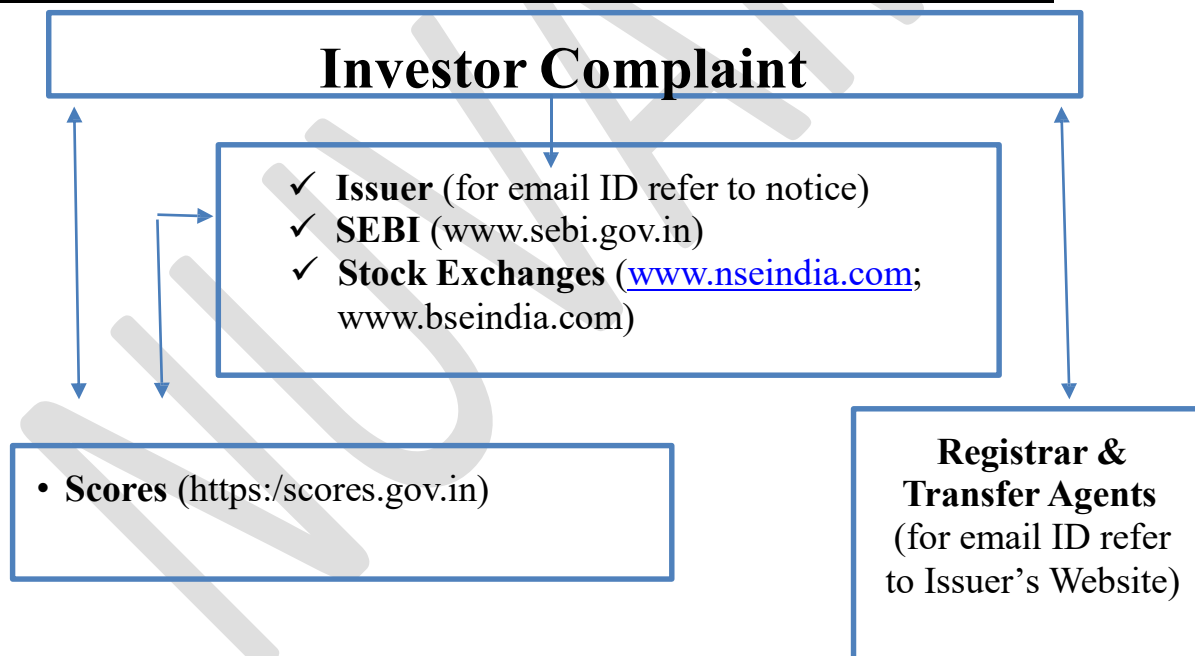 Investor Complaint
✓ Issuer (for email ID refer to notice)
✓ SEBI (www.sebi.gov.in)
✓ Stock Exchanges (www.nseindia.com;
www.bseindia.com)
• Scores (https:/scores.gov.in)
Registrar &
Transfer Agents
(for email ID refer
to Issuer’s Website)